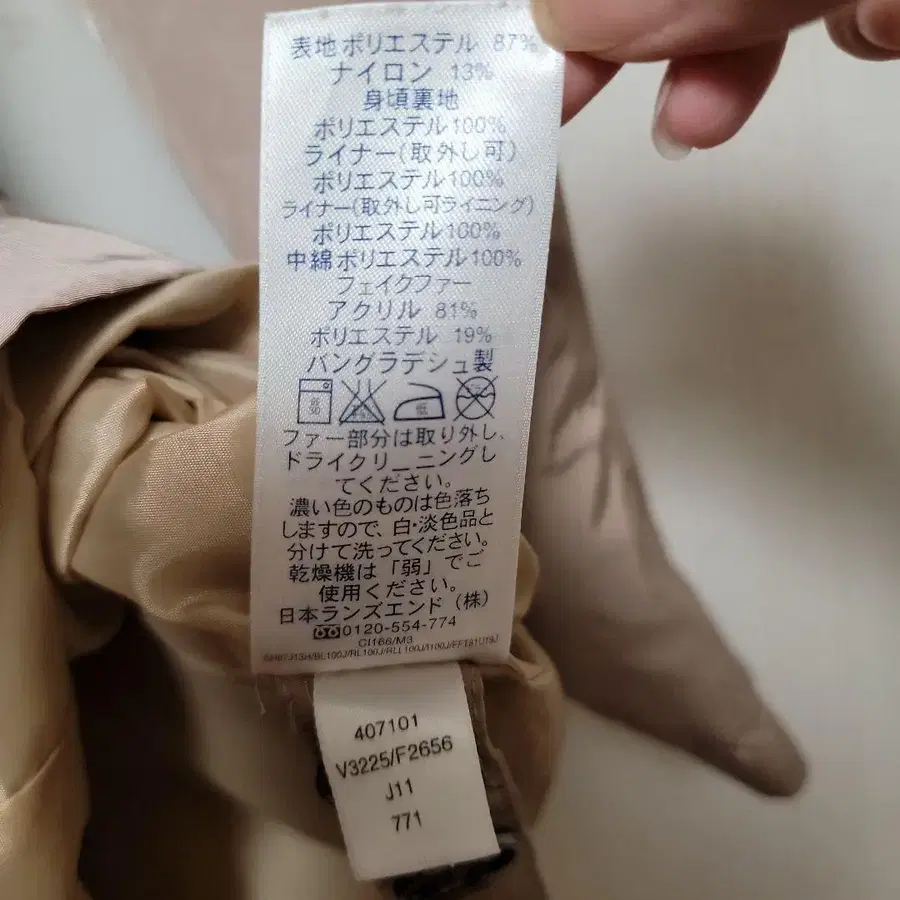 表地ポリエステル 87%
ナイロン 13%
身頃裏地
ポリエステル100%
ライナー(取外し可)
ポリエステル100%
ライナー(取外し可ライニング)
ポリエステル100%
中綿ポリエステル100%
フェイクファー
アクリル 81%
ポリエステル 19%
バングラデシュ製
ファー部分は取り外し、
ドライクリーニングし
てください。
濃い色のものは色落ち
しますので、白・淡色品と
分けて洗ってください。
乾燥機は「弱」でご
使用ください。
日本ランズエンド(株)
0120-554-774
CI166/M3
407101
V3225/F2656
J11
771